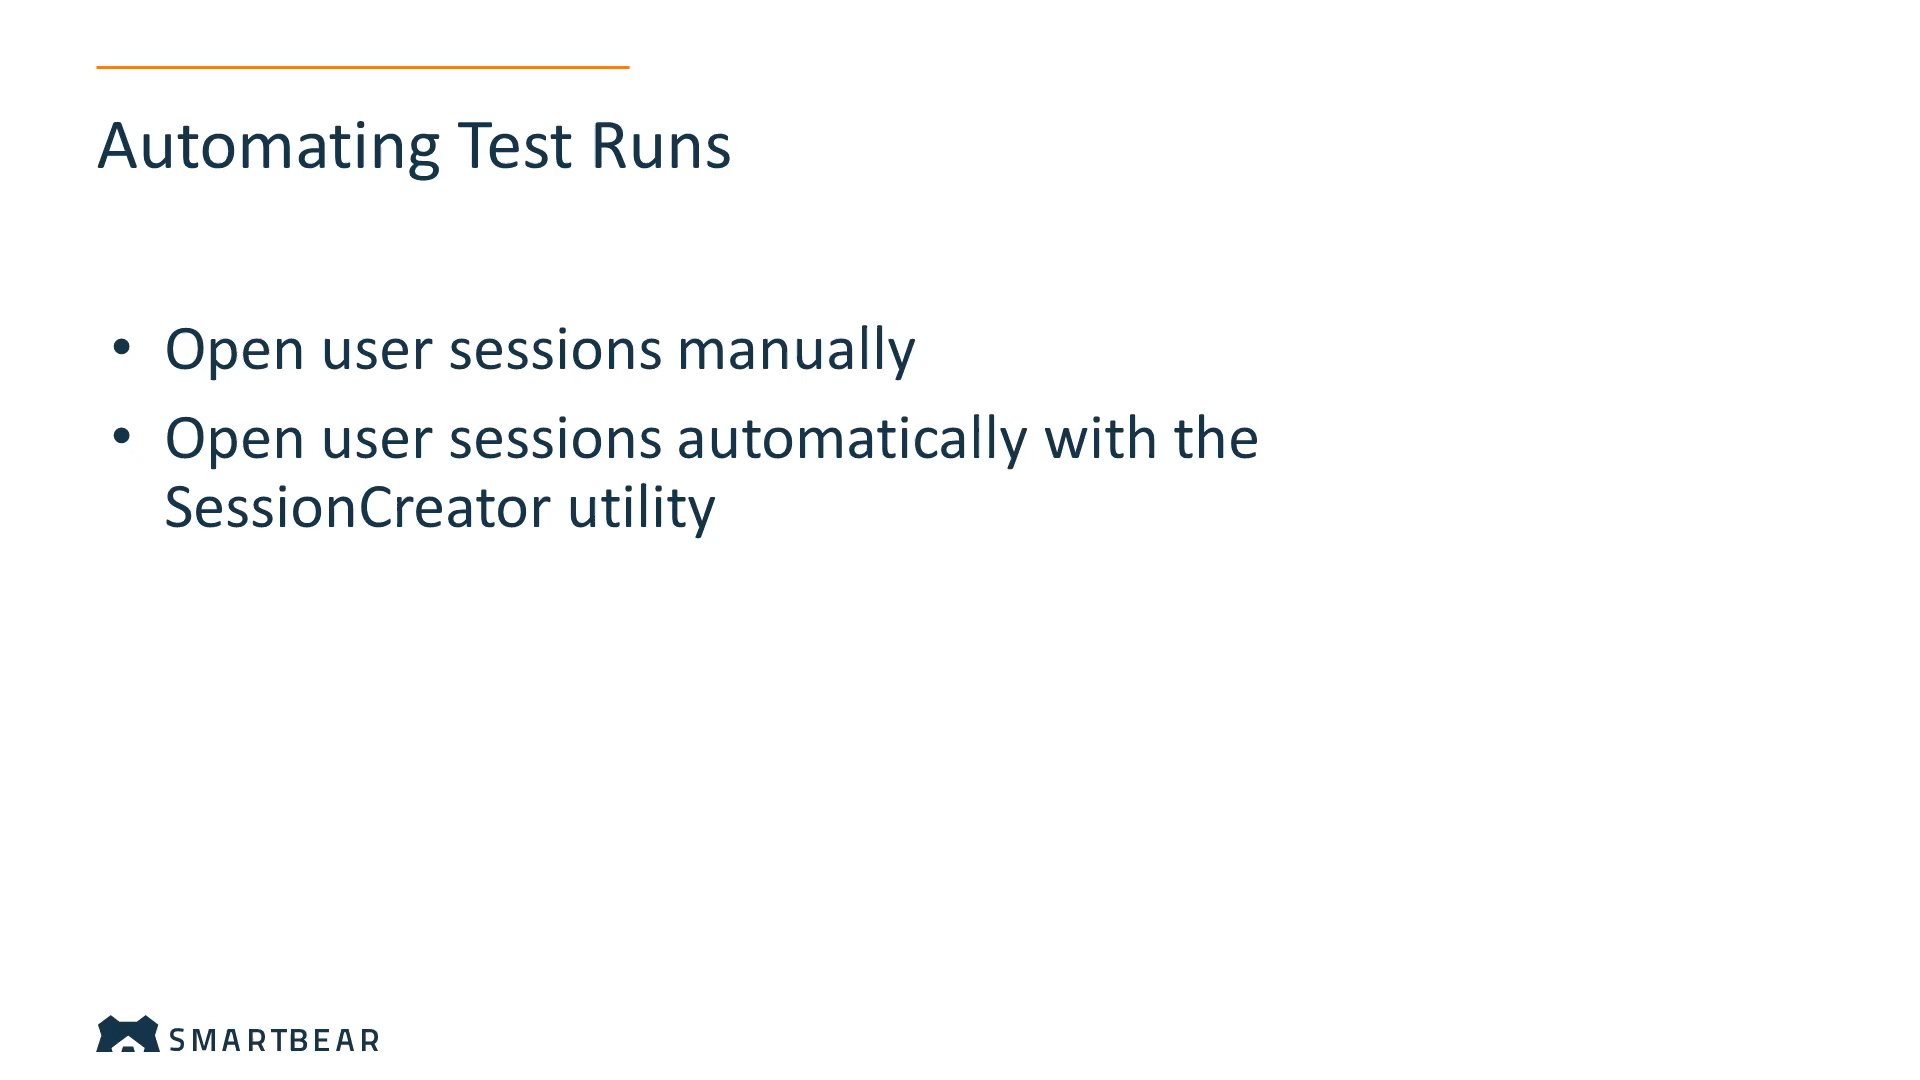 Automating Test Runs
• Open user sessions manually
• Open user sessions automatically with the
SessionCreator utility
SMARTBEAR